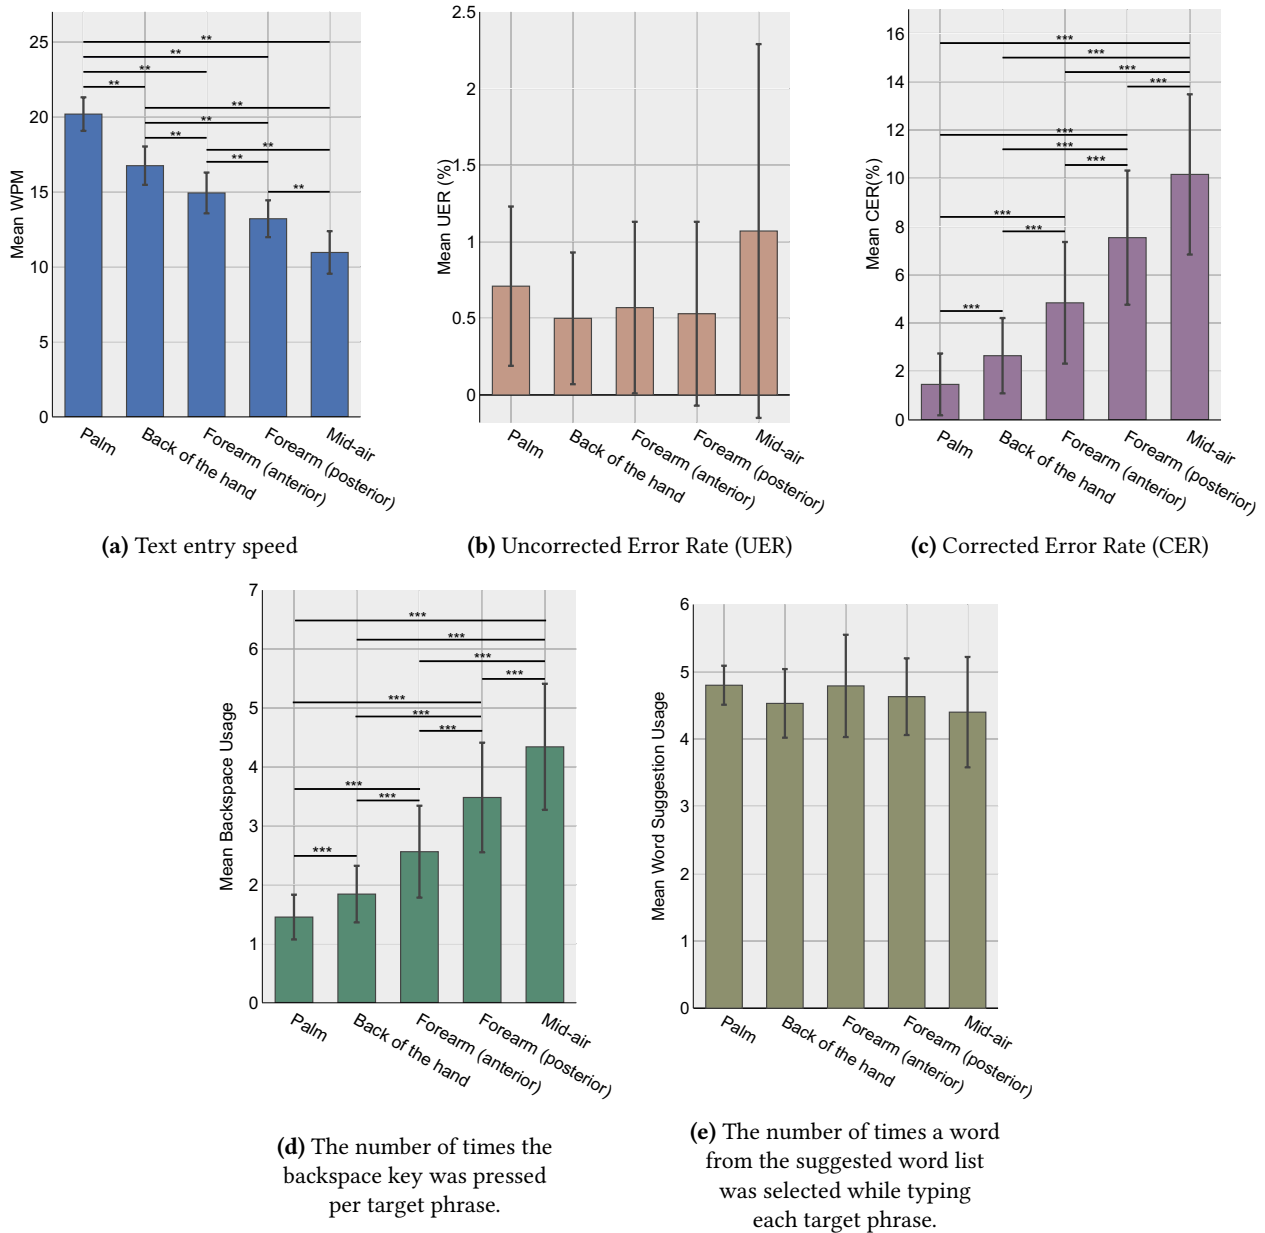 25
20
15
10
5
0
Mean WPM
**
**
**
**
**
**
**
**
**
**
Palm
Back of the hand
Forearm (anterior)
Forearm (posterior)
Mid-air
(a) Text entry speed
2.5
2
1.5
1
0.5
0
Mean UER (%)
Palm
Back of the hand
Forearm (anterior)
Forearm (posterior)
Mid-air
(b) Uncorrected Error Rate (UER)
16
14
12
10
8
6
4
2
0
Mean CER(%)
***
***
***
***
***
***
***
***
***
***
Palm
Back of the hand
Forearm (anterior)
Forearm (posterior)
Mid-air
(c) Corrected Error Rate (CER)
7
6
5
4
3
2
1
0
Mean Backspace Usage
***
***
***
***
***
***
***
***
***
***
Palm
Back of the hand
Forearm (anterior)
Forearm (posterior)
Mid-air
(d) The number of times the
backspace key was pressed
per target phrase.
6
5
4
3
2
1
0
Mean Word Suggestion Usage
Palm
Back of the hand
Forearm (anterior)
Forearm (posterior)
Mid-air
(e) The number of times a word
from the suggested word list
was selected while typing
each target phrase.